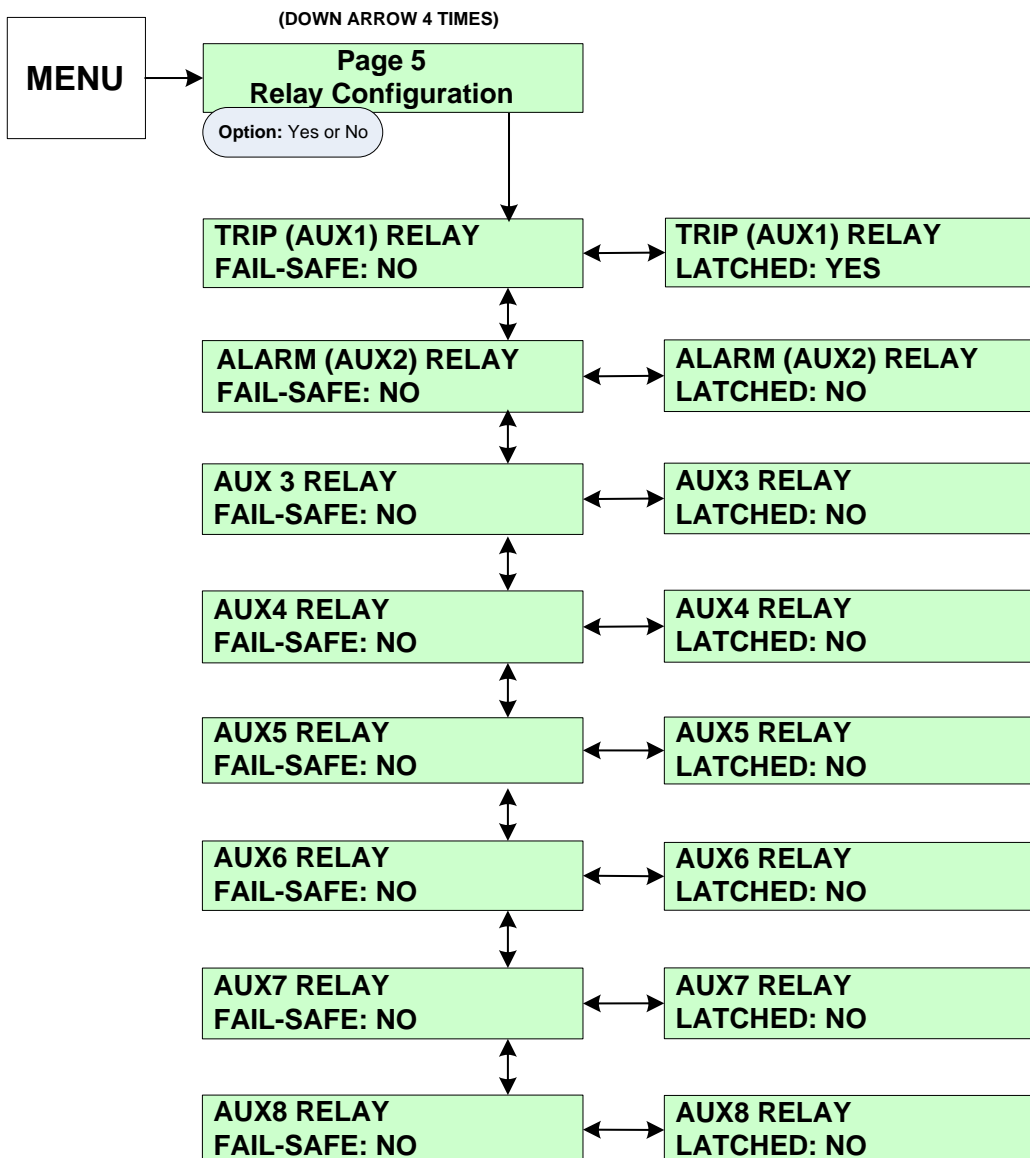 (DOWN ARROW 4 TIMES)
MENU
Page 5
Relay Configuration
Option: Yes or No
TRIP (AUX1) RELAY
FAIL-SAFE: NO
TRIP (AUX1) RELAY
LATCHED: YES
ALARM (AUX2) RELAY
FAIL-SAFE: NO
ALARM (AUX2) RELAY
LATCHED: NO
AUX 3 RELAY
FAIL-SAFE: NO
AUX3 RELAY
LATCHED: NO
AUX4 RELAY
FAIL-SAFE: NO
AUX4 RELAY
LATCHED: NO
AUX5 RELAY
FAIL-SAFE: NO
AUX5 RELAY
LATCHED: NO
AUX6 RELAY
FAIL-SAFE: NO
AUX6 RELAY
LATCHED: NO
AUX7 RELAY
FAIL-SAFE: NO
AUX7 RELAY
LATCHED: NO
AUX8 RELAY
FAIL-SAFE: NO
AUX8 RELAY
LATCHED: NO